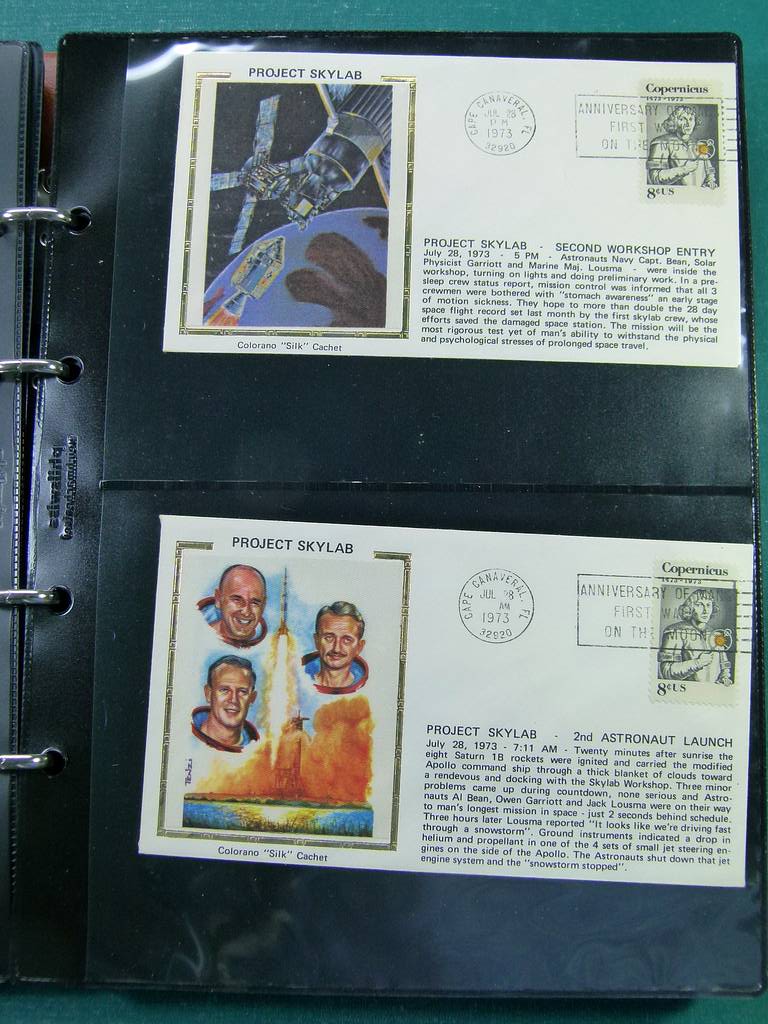 PROJECT SKYLAB
CAPE CANAVERAL, FL
JUL 28
PM
1973
32920
ANNIVERSARY OF
FIRST
ON THE MOON
Copernicus
1473-1973
8¢US
PROJECT SKYLAB - SECOND WORKSHOP ENTRY
July 28, 1973 - 5 PM - Astronauts Navy Capt. Bean, Solar
Physicist Garriott and Marine Maj. Lousma - were inside the
workshop, turning on lights and doing preliminary work. In a pre-
sleep crew status report, mission control was informed that all 3
crewmen were bothered with "stomach awareness" an early stage
of motion sickness. They hope to more than double the 28 day
space flight record set last month by the first skylab crew, whose
efforts saved the damaged space station. The mission will be the
most rigorous test yet of man's ability to withstand the physical
and psychological stresses of prolonged space travel.
Colorano "Silk" Cachet
PROJECT SKYLAB
CAPE CANAVERAL, FL
JUL 28
AM
1973
32920
ANNIVERSARY OF MAN
FIRST
ON THE MOON
Copernicus
1473-1973
8¢US
PROJECT SKYLAB - 2nd ASTRONAUT LAUNCH
July 28, 1973 - 7:11 AM - Twenty minutes after sunrise the
eight Saturn 1B rockets were ignited and carried the modified
Apollo command ship through a thick blanket of clouds toward
a rendevous and docking with the Skylab Workshop. Three minor
problems came up during countdown, none serious and Astro-
nauts Al Bean, Owen Garriott and Jack Lousma were on their way
to man's longest mission in space - just 2 seconds behind schedule.
Three hours later Lousma reported "It looks like we're driving fast
through a snowstorm". Ground instruments indicated a drop in
helium and propellant in one of the 4 sets of small jet steering en-
gines on the side of the Apollo. The Astronauts shut down that jet
engine system and the "snowstorm stopped".
Colorano "Silk" Cachet